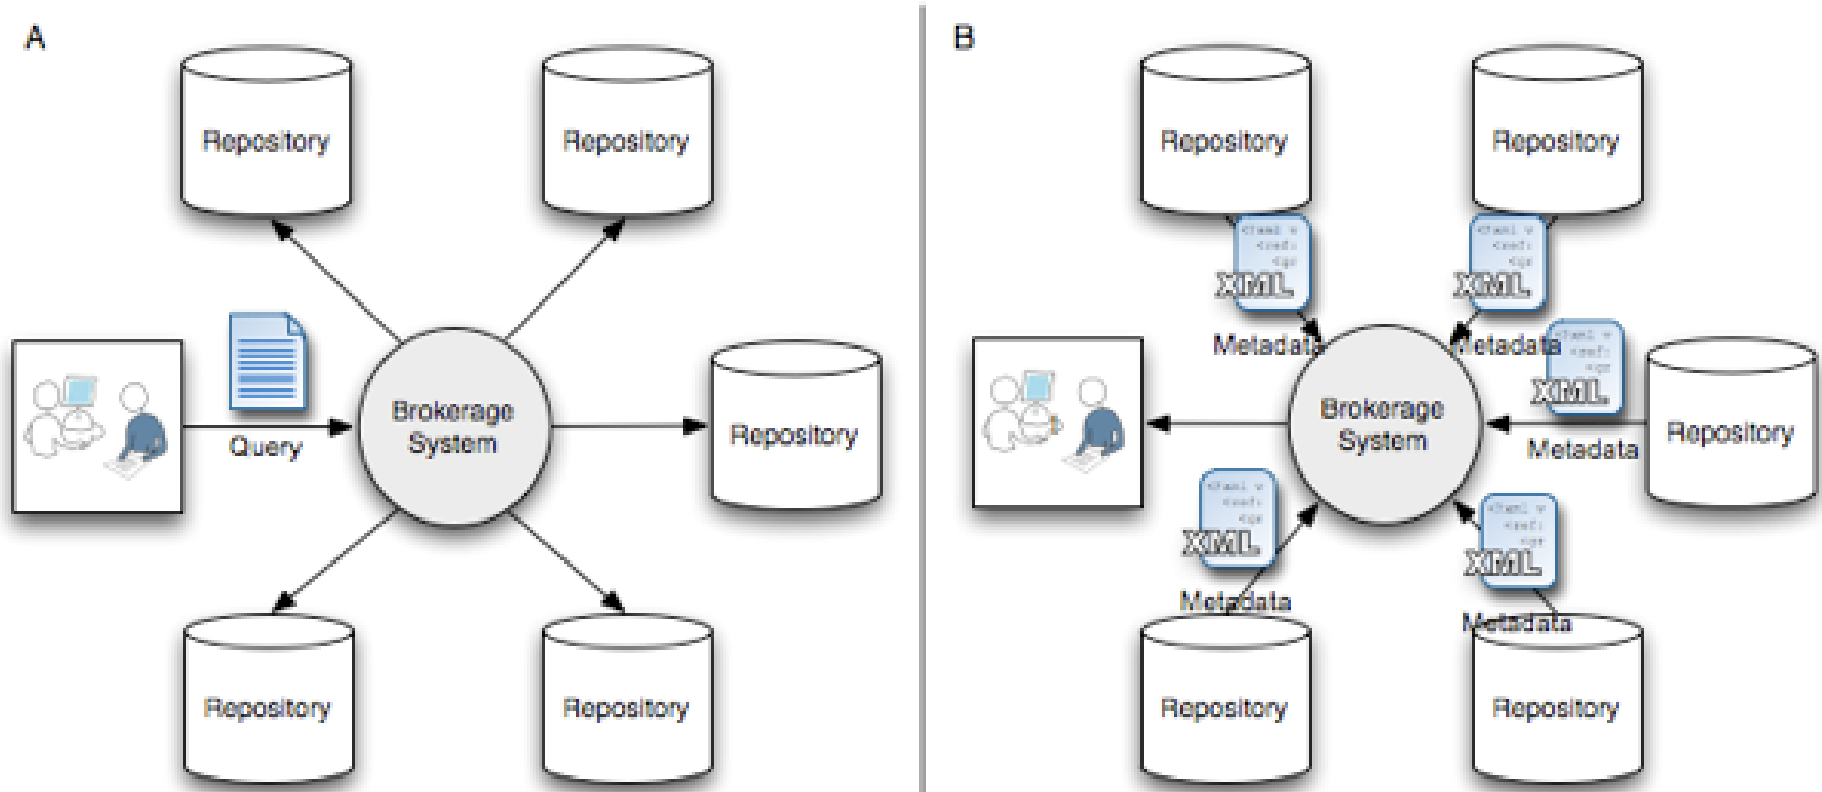 A
Repository
Repository
Query
Brokerage
System
Repository
Repository
Repository
B
Repository
Repository
XML
XML
Metadata
Metadata
XML
Brokerage
System
Metadata
Repository
XML
XML
Metadata
Metadata
Repository
Repository